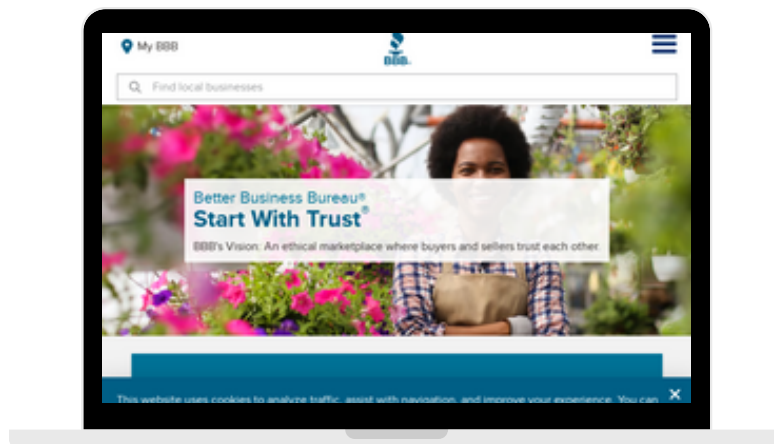 My BBB
BBB.
Find local businesses
Better Business Bureau®
Start With Trust®
BBB's Vision: An ethical marketplace where buyers and sellers trust each other.
This website uses cookies to analyze traffic, assist with navigation, and improve your experience. You can